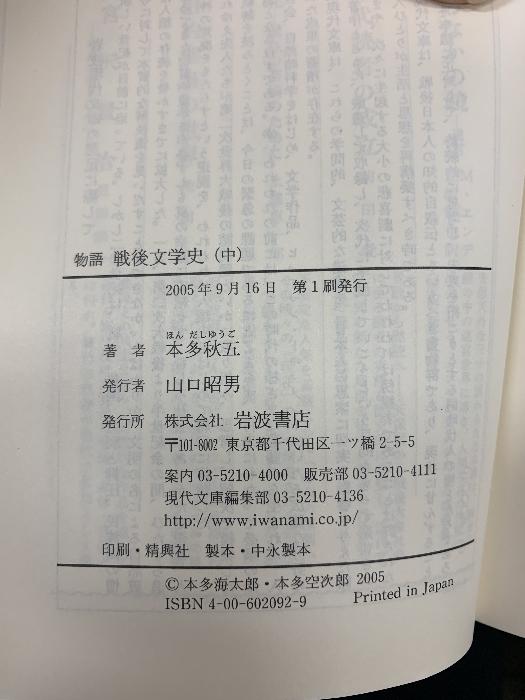 物語 戦後文学史（中）
2005年9月16日 第1刷発行
ほん だ しゆう ご
著 者 本多秋五
発行者 山口昭男
発行所 株式会社 岩波書店
〒101-8002 東京都千代田区一ツ橋 2-5-5
案内 03-5210-4000 販売部 03-5210-4111
現代文庫編集部 03-5210-4136
http://www.iwanami.co.jp/
印刷・精興社 製本・中永製本
© 本多海太郎・本多空次郎 2005
ISBN 4-00-602092-9 Printed in Japan